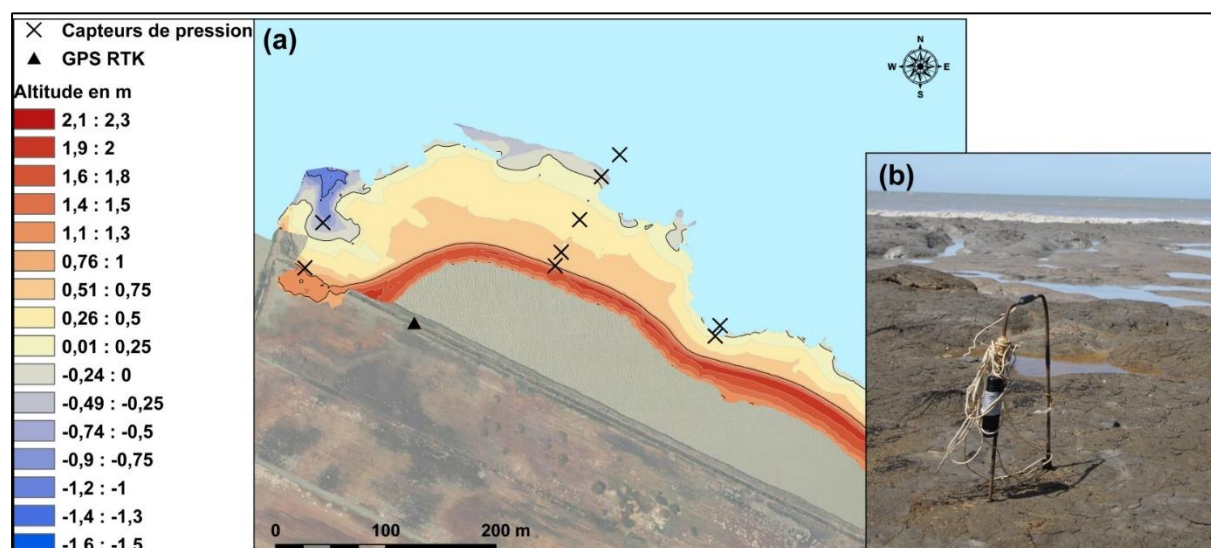 Capteurs de pression
GPS RTK
Altitude en m
2,1 : 2,3
1,9 : 2
1,6 : 1,8
1,4 : 1,5
1,1 : 1,3
0,76 : 1
0,51 : 0,75
0,26 : 0,5
0,01 : 0,25
-0,24 : 0
-0,49 : -0,25
-0,74 : -0,5
-0,9 : -0,75
-1,2 : -1
-1,4 : -1,3
-1,6 : -1,5
(a)
N
W E
S
0 100 200 m
(b)